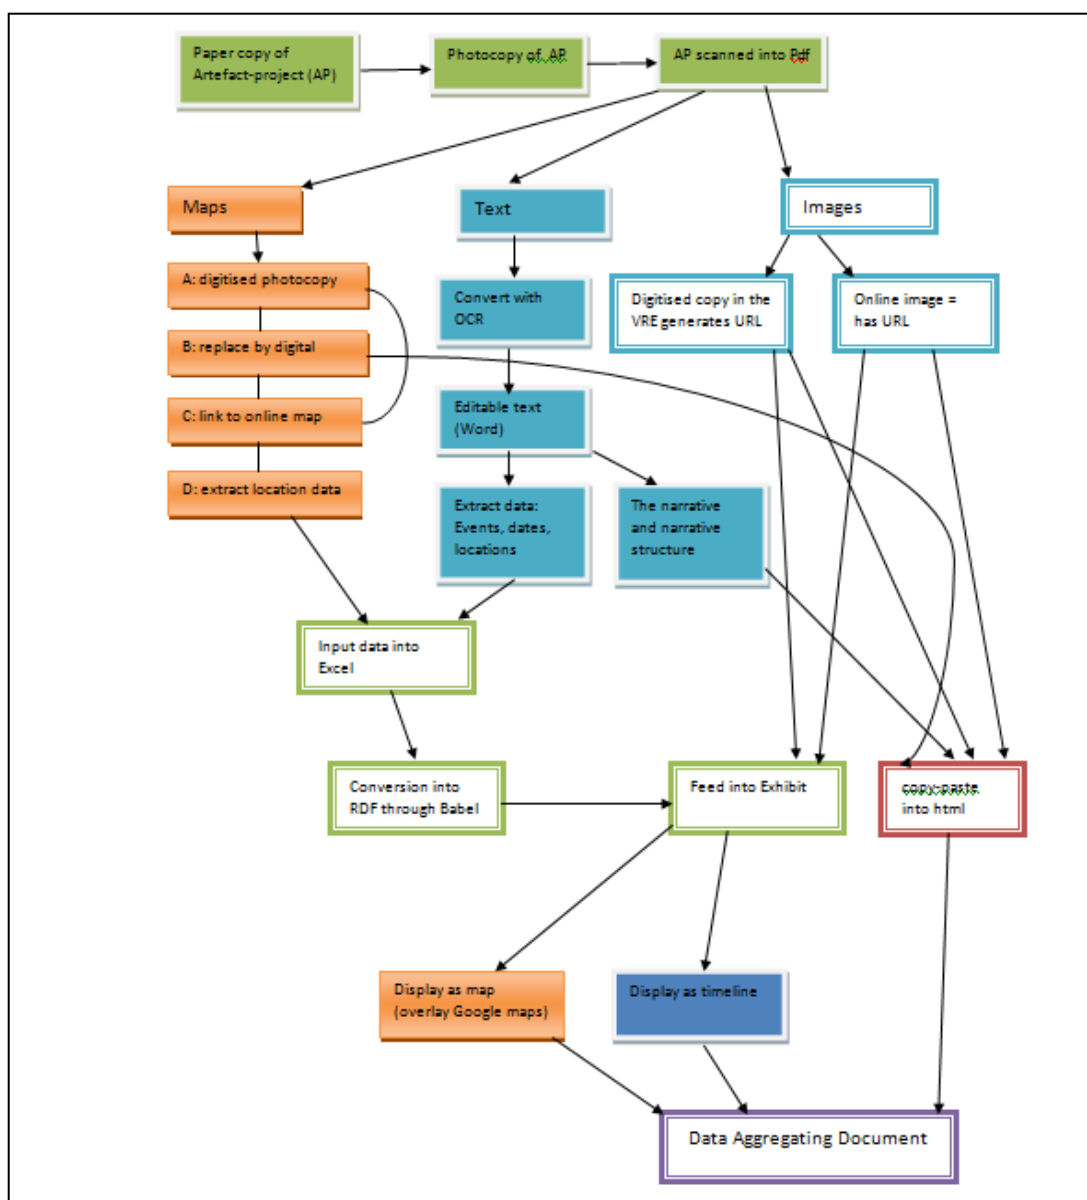 Paper copy of
Artefact-project (AP)
Photocopy of AP
AP scanned into Pdf
Maps
Text
Images
A: digitised photocopy
B: replace by digital
C: link to online map
D: extract location data
Convert with
OCR
Digitised copy in the
VRE generates URL
Online image =
has URL
Editable text
(Word)
Extract data:
Events, dates,
locations
The narrative
and narrative
structure
Input data into
Excel
Conversion into
RDF through Babel
Feed into Exhibit
copy-paste
into html
Display as map
(overlay Google maps)
Display as timeline
Data Aggregating Document